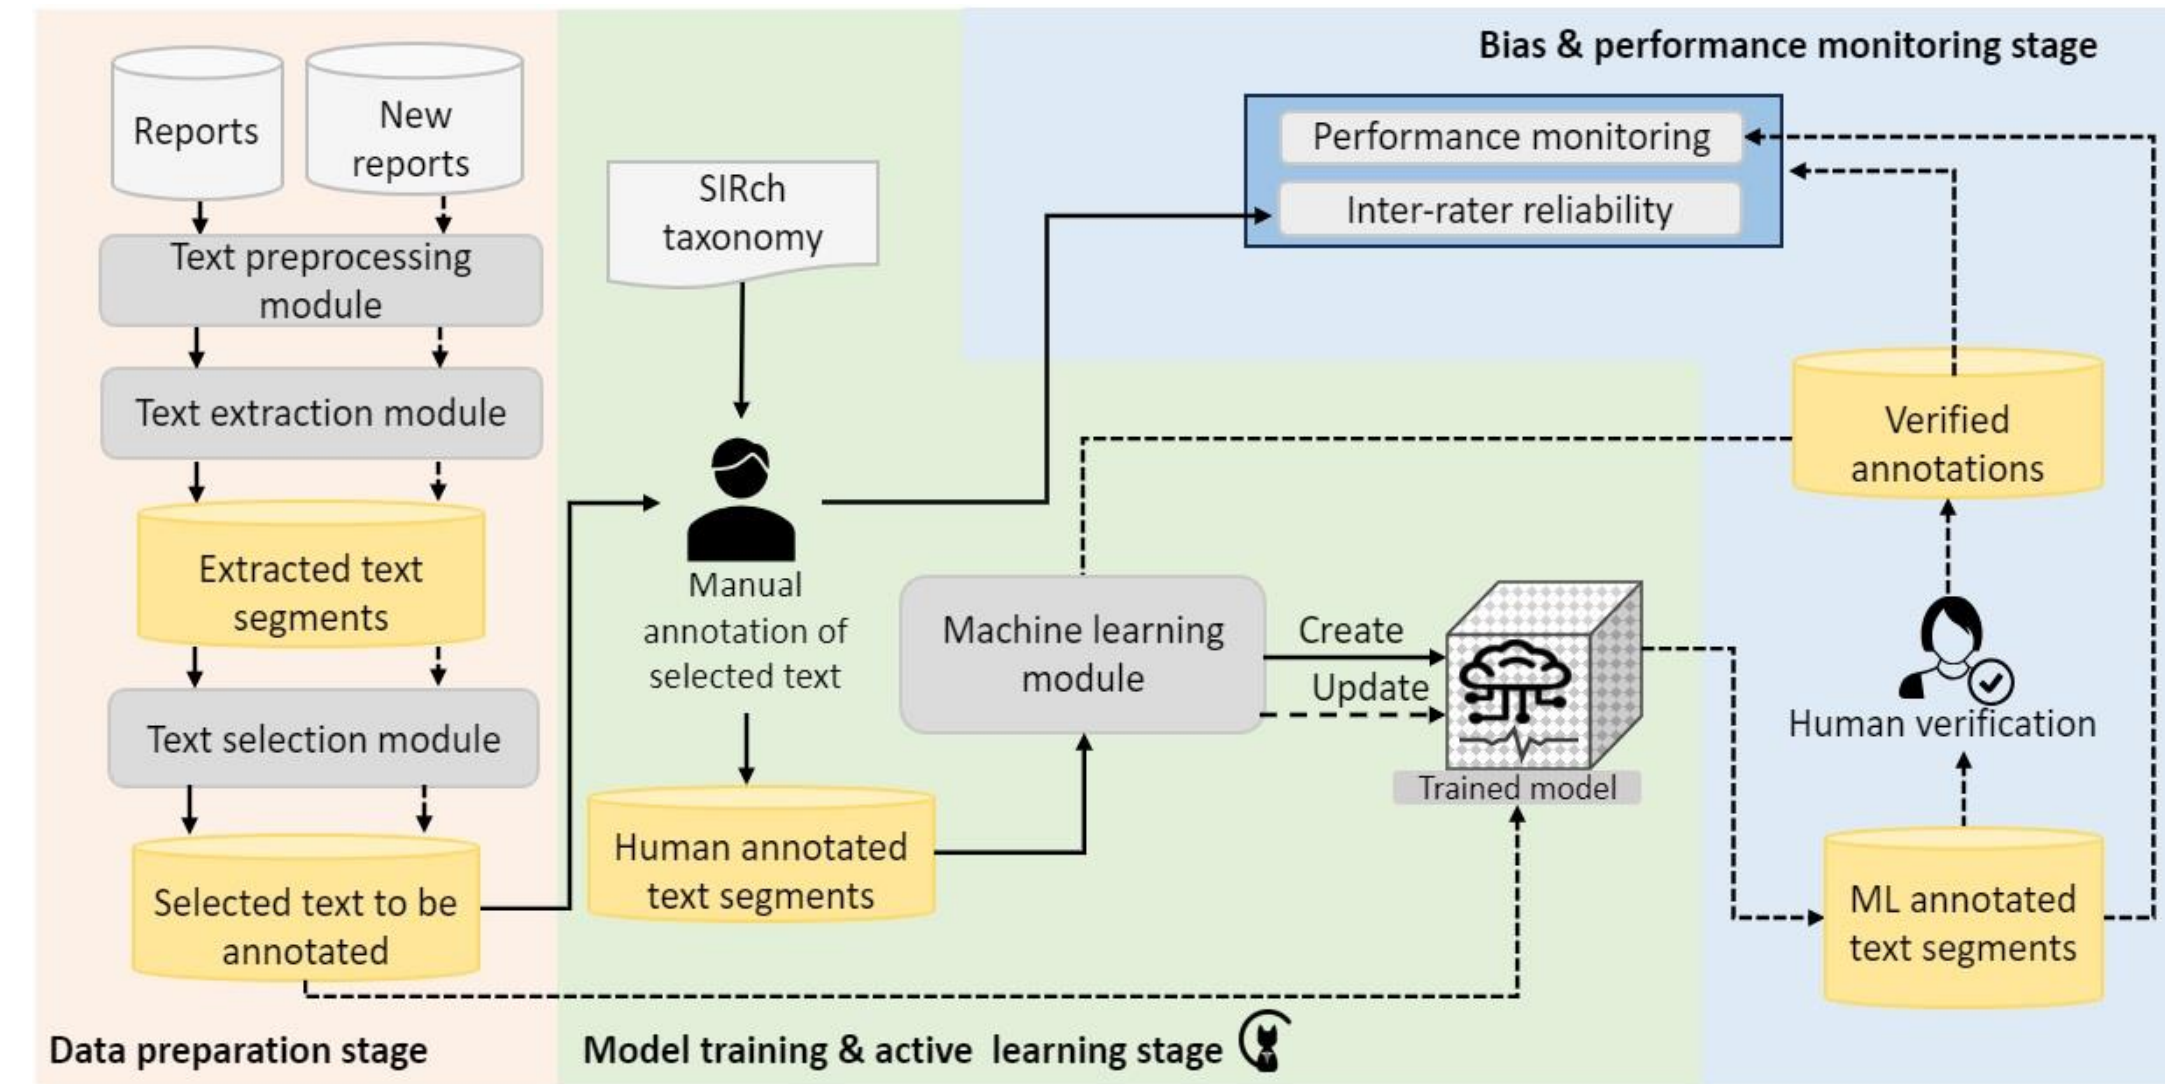 Bias & performance monitoring stage
Reports
New
reports
Text preprocessing
module
Text extraction module
Extracted text
segments
Text selection module
Selected text to be
annotated
Data preparation stage
SIRch
taxonomy
Manual
annotation of
selected text
Human annotated
text segments
Machine learning
module
Create
Update
Trained model
Model training & active learning stage
Performance monitoring
Inter-rater reliability
Verified
annotations
Human verification
ML annotated
text segments